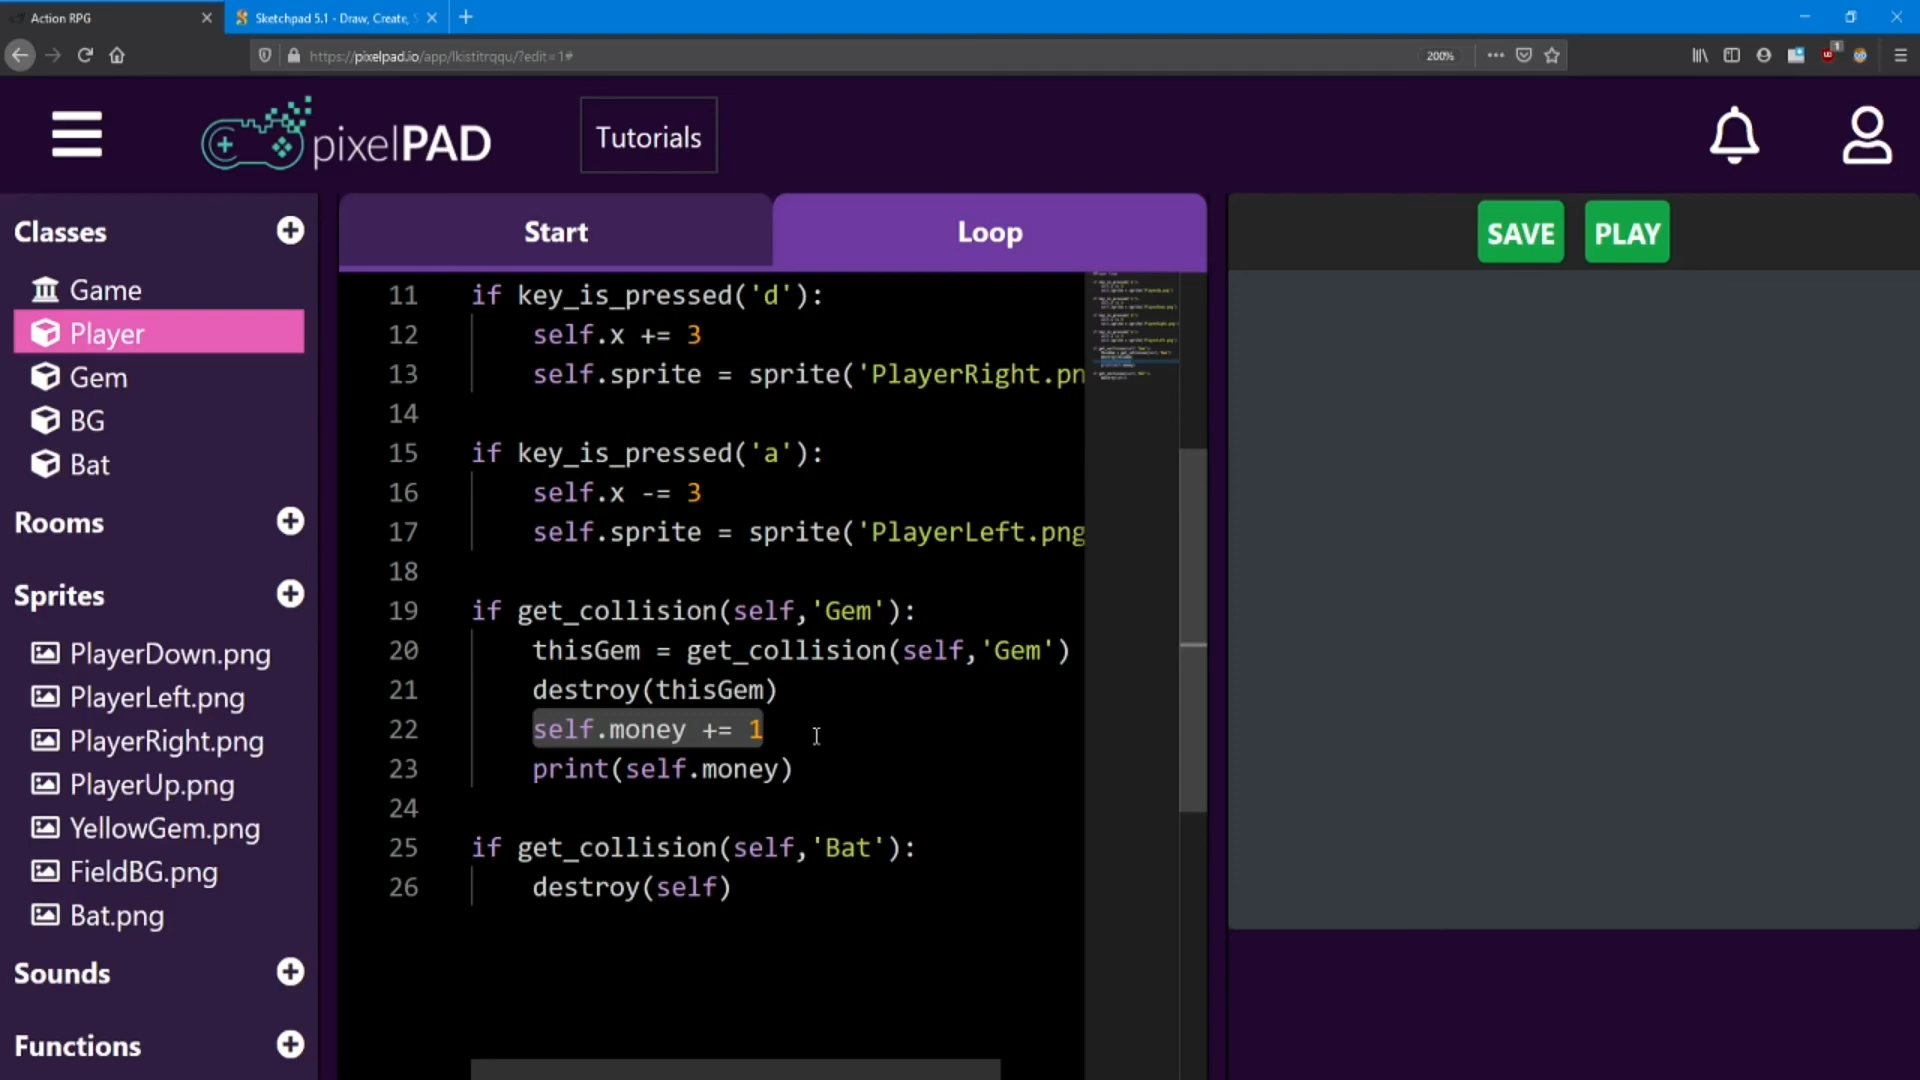 Action RPG
Sketchpad 5.1 - Draw, Create, S
https://pixelpad.io/app/lkistitrqqu/?edit=1#
200%
1
pixelPAD
Tutorials
Classes
Game
Player
Gem
BG
Bat
Rooms
Sprites
PlayerDown.png
PlayerLeft.png
PlayerRight.png
PlayerUp.png
YellowGem.png
FieldBG.png
Bat.png
Sounds
Functions
Start
Loop
11 if key_is_pressed('d'):
12 self.x += 3
13 self.sprite = sprite('PlayerRight.pn
14
15 if key_is_pressed('a'):
16 self.x -= 3
17 self.sprite = sprite('PlayerLeft.png
18
19 if get_collision(self,'Gem'):
20 thisGem = get_collision(self,'Gem')
21 destroy(thisGem)
22 self.money += 1
23 print(self.money)
24
25 if get_collision(self,'Bat'):
26 destroy(self)
SAVE
PLAY